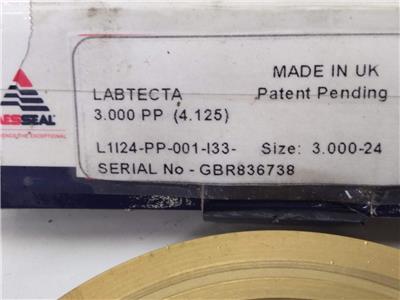 AESSEAL
LABTECTA
3.000 PP (4.125)
MADE IN UK
Patent Pending
L1I24-PP-001-I33- Size: 3.000-24
SERIAL No - GBR836738